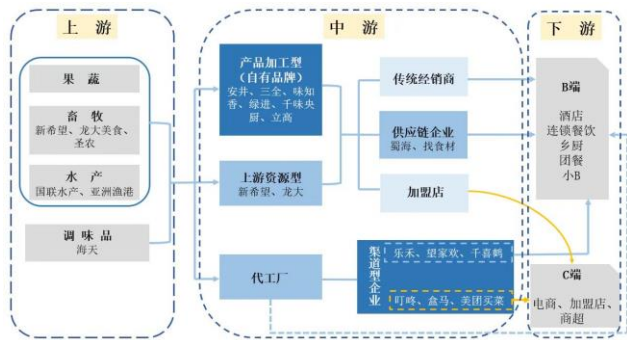 上 游
果 蔬
畜 牧
新希望、龙大美食、
圣农
水 产
国联水产、亚洲渔港
调 味 品
海天
中 游
产品加工型
（自有品牌）
安井、三全、味知
香、绿进、千味央
厨、立高
上游资源型
新希望、龙大
代工厂
传统经销商
供应链企业
蜀海、找食材
加盟店
渠道型企业
乐禾、望家欢、千喜鹤
叮咚、盒马、美团买菜
下 游
B端
酒店
连锁餐饮
乡厨
团餐
小B
C端
电商、加盟店、
商超